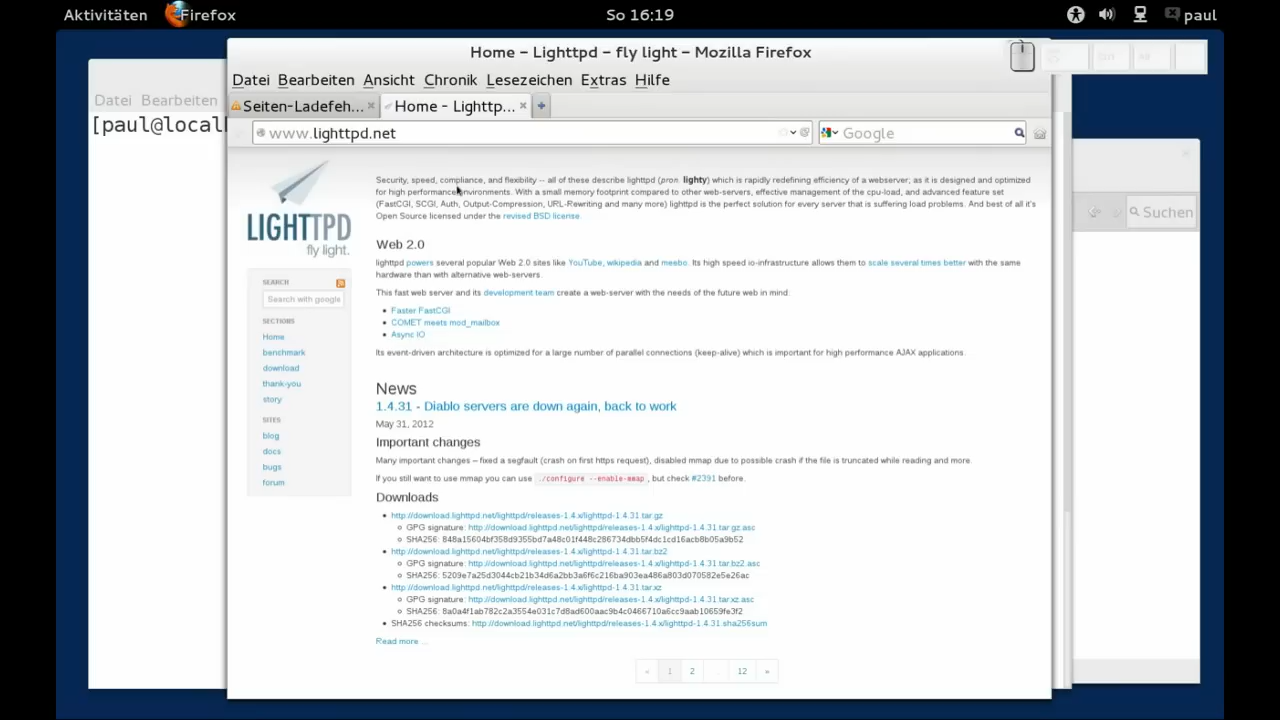 Aktivitäten Firefox So 16:19 paul
Home – Lighttpd – fly light – Mozilla Firefox
Datei Bearbeiten Ansicht Chronik Lesezeichen Extras Hilfe
Datei Bearbeiten
Seiten-Ladefeh... Home - Lighttp...
[paul@local
www.lighttpd.net Google
Suchen
LIGHTTPD
fly light.
Security, speed, compliance, and flexibility -- all of these describe lighttpd (pron. lighty) which is rapidly redefining efficiency of a webserver; as it is designed and optimized
for high performance environments. With a small memory footprint compared to other web-servers, effective management of the cpu-load, and advanced feature set
(FastCGI, SCGI, Auth, Output-Compression, URL-Rewriting and many more) lighttpd is the perfect solution for every server that is suffering load problems. And best of all it's
Open Source licensed under the revised BSD license.
Web 2.0
lighttpd powers several popular Web 2.0 sites like YouTube, wikipedia and meebo. Its high speed io-infrastructure allows them to scale several times better with the same
hardware than with alternative web-servers.
This fast web server and its development team create a web-server with the needs of the future web in mind:
Faster FastCGI
COMET meets mod_mailbox
Async IO
Its event-driven architecture is optimized for a large number of parallel connections (keep-alive) which is important for high performance AJAX applications.
SEARCH
Search with google
SECTIONS
Home
benchmark
download
thank-you
story
SITES
blog
docs
bugs
forum
News
1.4.31 - Diablo servers are down again, back to work
May 31, 2012
Important changes
Many important changes – fixed a segfault (crash on first https request), disabled mmap due to possible crash if the file is truncated while reading and more.
If you still want to use mmap you can use ./configure --enable-mmap, but check #2391 before.
Downloads
http://download.lighttpd.net/lighttpd/releases-1.4.x/lighttpd-1.4.31.tar.gz
GPG signature: http://download.lighttpd.net/lighttpd/releases-1.4.x/lighttpd-1.4.31.tar.gz.asc
SHA256: 848a15604bf358d9355bd7a48c01f448c286734dbb5f4dc1cd16acb8b05a9b52
http://download.lighttpd.net/lighttpd/releases-1.4.x/lighttpd-1.4.31.tar.bz2
GPG signature: http://download.lighttpd.net/lighttpd/releases-1.4.x/lighttpd-1.4.31.tar.bz2.asc
SHA256: 5209e7a25d3044cb21b34d6a2bb3a6f6c216ba903ea486a803d070582e5e26ac
http://download.lighttpd.net/lighttpd/releases-1.4.x/lighttpd-1.4.31.tar.xz
GPG signature: http://download.lighttpd.net/lighttpd/releases-1.4.x/lighttpd-1.4.31.tar.xz.asc
SHA256: 8a0a4f1ab782c2a3554e031c7d8ad600aac9b4c0466710a6cc9aab10659fe3f2
SHA256 checksums: http://download.lighttpd.net/lighttpd/releases-1.4.x/lighttpd-1.4.31.sha256sum
Read more ...
« 1 2 ... 12 »